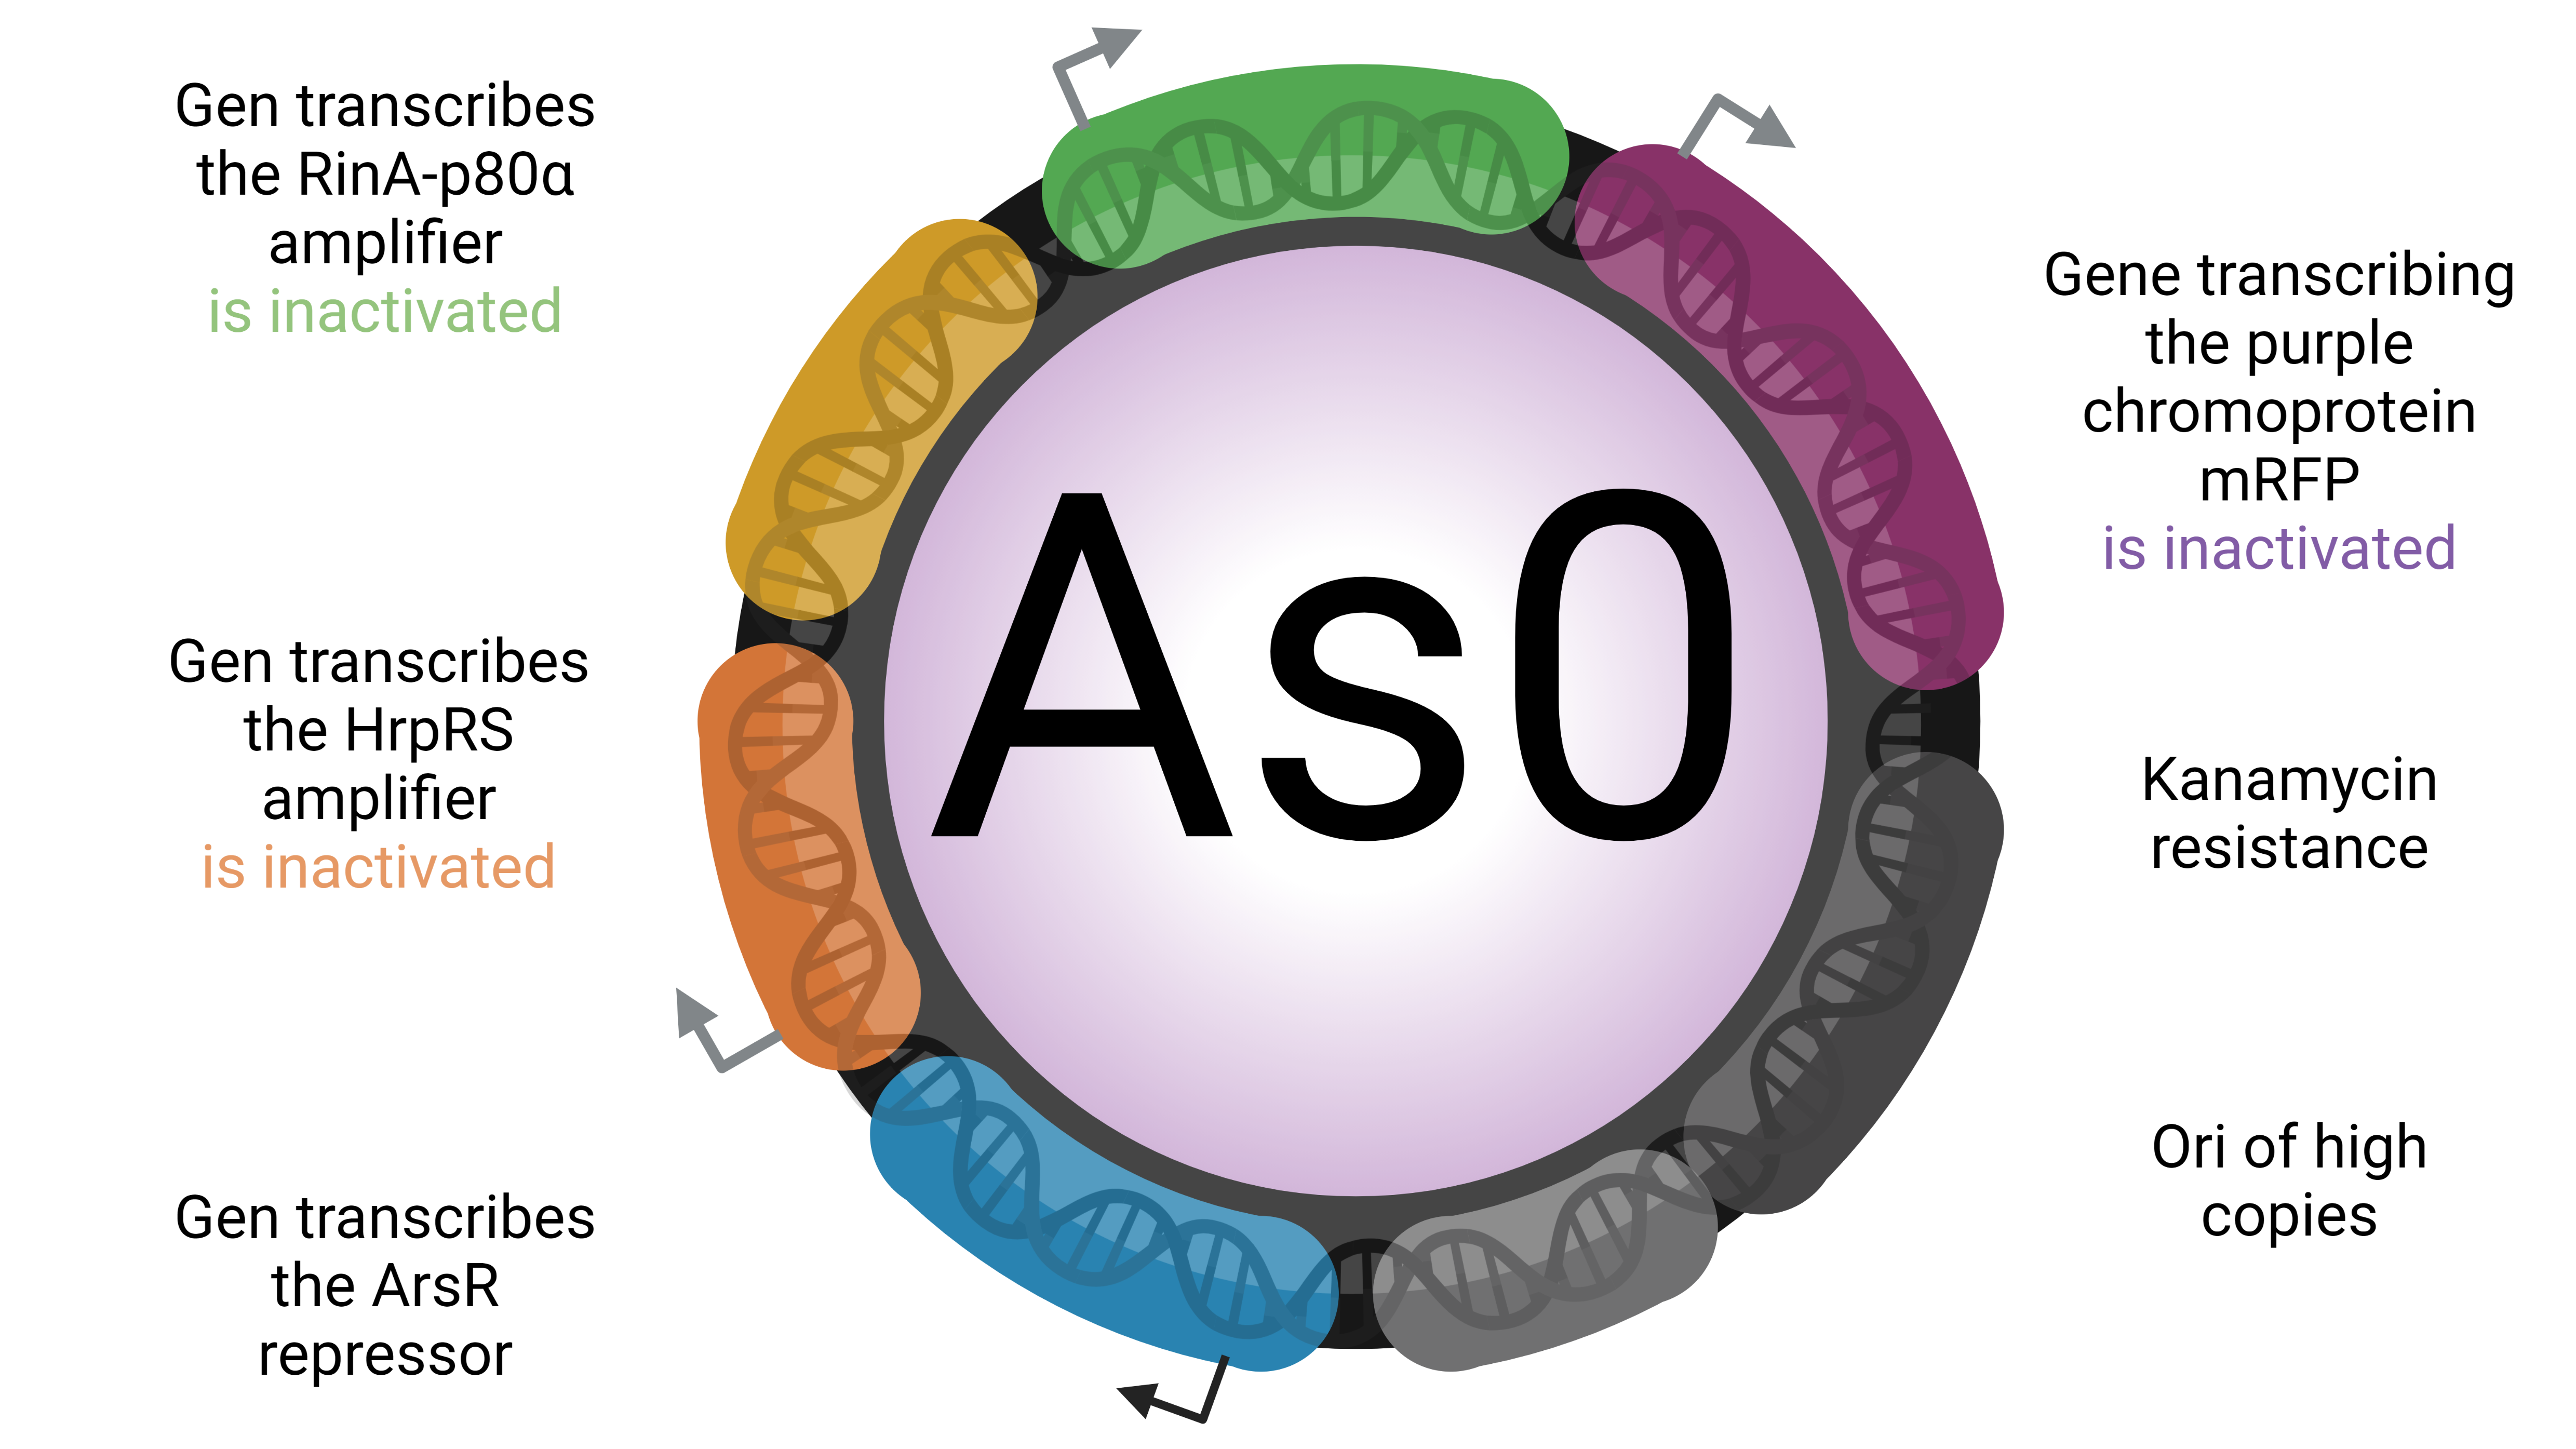 Gen transcribes
the RinA-p80α
amplifier
is inactivated
Gen transcribes
the HrpRS
amplifier
is inactivated
Gen transcribes
the ArsR
repressor
As0
Gene transcribing
the purple
chromoprotein
mRFP
is inactivated
Kanamycin
resistance
Ori of high
copies